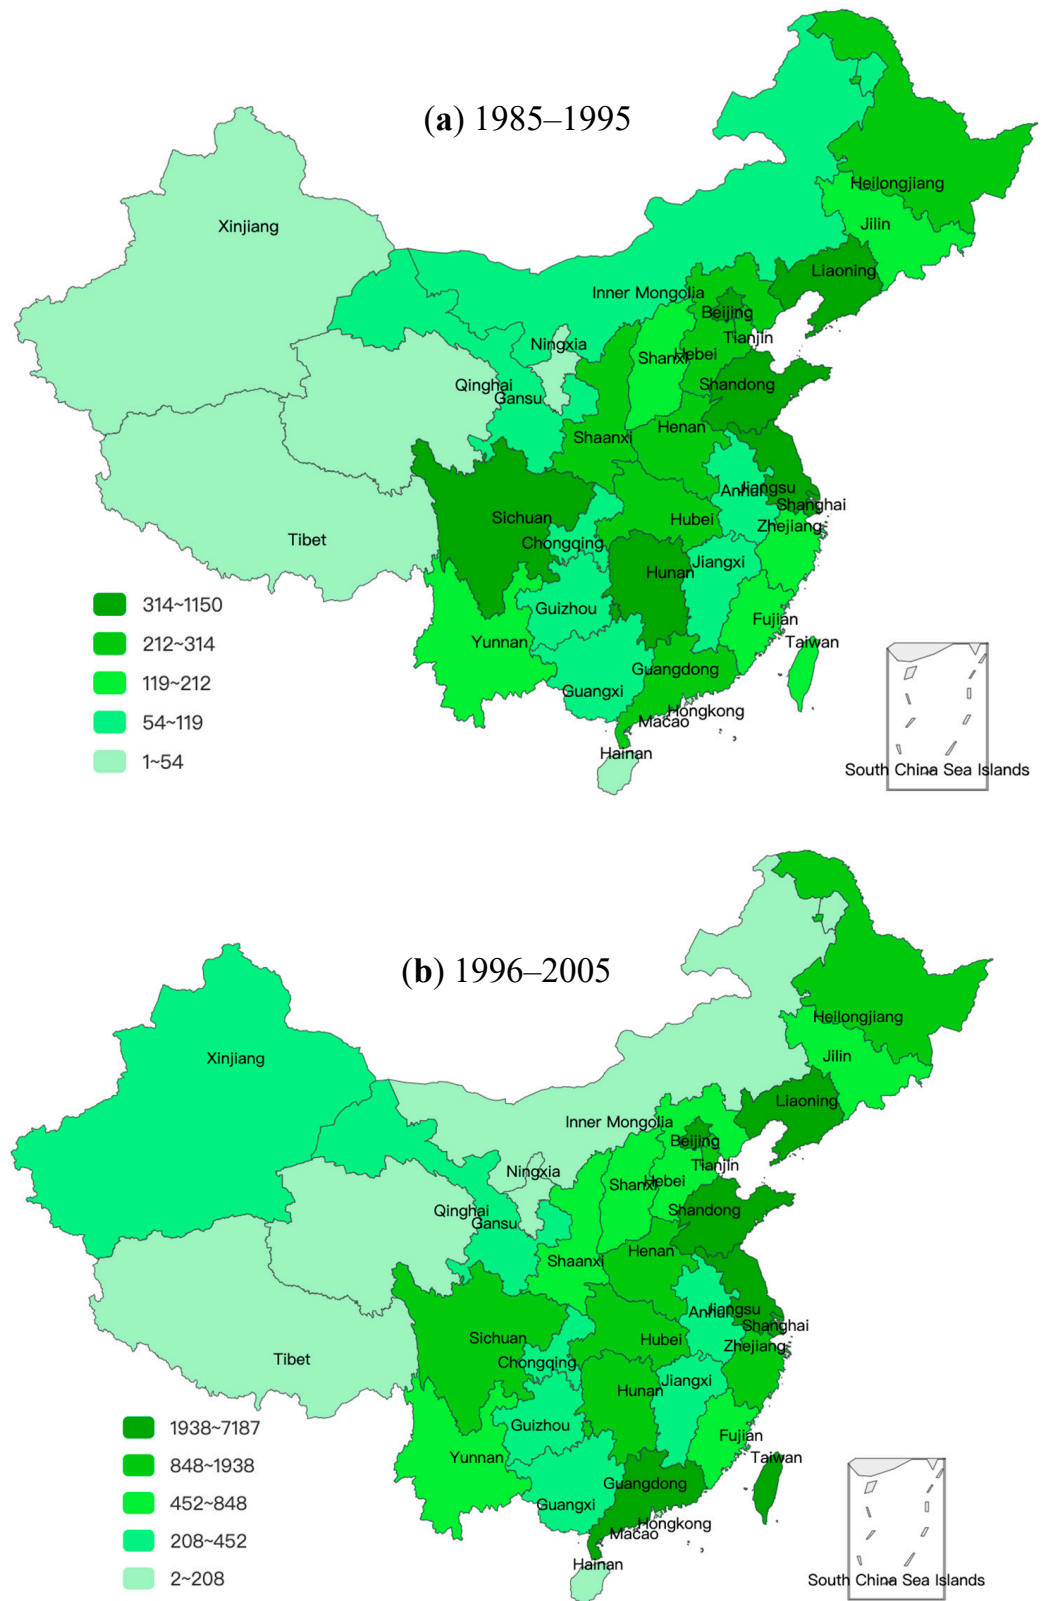 (a) 1985–1995
Heilongjiang
Jilin
Xinjiang
Liaoning
Inner Mongolia
Beijing
Tianjin
Ningxia
Shanxi
Hebei
Qinghai
Gansu
Shandong
Henan
Shaanxi
Anhui
Jiangsu
Shanghai
Sichuan
Hubei
Zhejiang
Tibet
Chongqing
Jiangxi
Hunan
Guizhou
Fujian
Yunnan
Taiwan
Guangdong
Guangxi
Hongkong
Macao
Hainan
South China Sea Islands
314~1150
212~314
119~212
54~119
1~54
(b) 1996–2005
Heilongjiang
Jilin
Xinjiang
Liaoning
Inner Mongolia
Beijing
Tianjin
Ningxia
Shanxi
Hebei
Qinghai
Gansu
Shandong
Henan
Shaanxi
Anhui
Jiangsu
Shanghai
Sichuan
Hubei
Zhejiang
Tibet
Chongqing
Jiangxi
Hunan
Guizhou
Fujian
Yunnan
Taiwan
Guangdong
Guangxi
Hongkong
Macao
Hainan
South China Sea Islands
1938~7187
848~1938
452~848
208~452
2~208